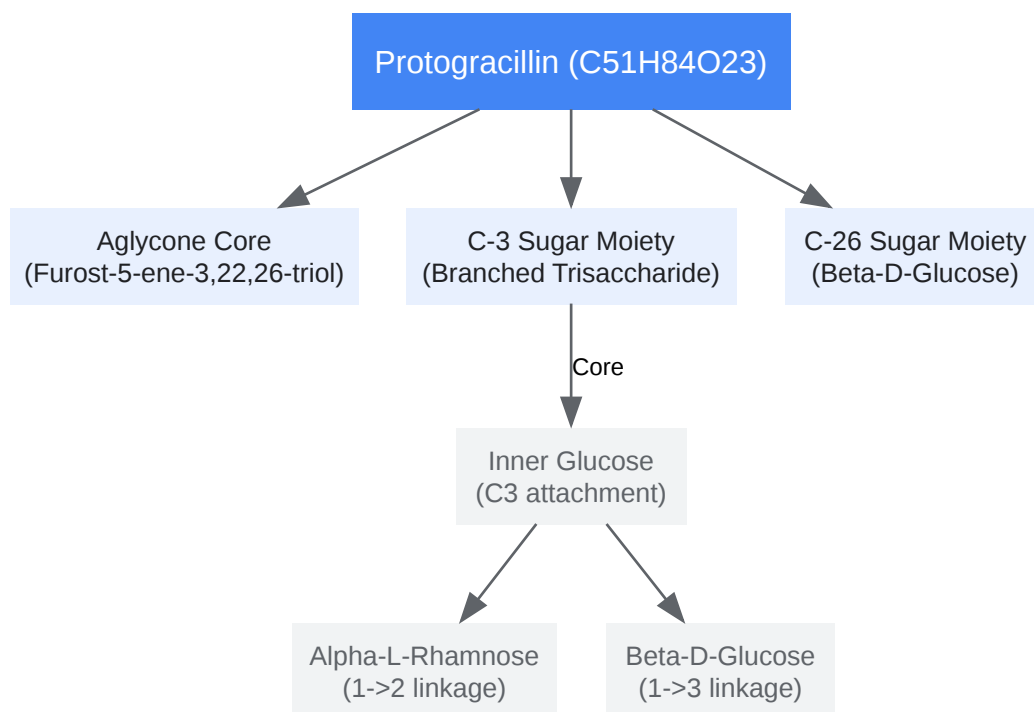 Protogracillin (C51H84O23)
Aglycone Core
(Furost-5-ene-3,22,26-triol)
C-3 Sugar Moiety
(Branched Trisaccharide)
C-26 Sugar Moiety
(Beta-D-Glucose)
Core
Inner Glucose
(C3 attachment)
Alpha-L-Rhamnose
(1->2 linkage)
Beta-D-Glucose
(1->3 linkage)